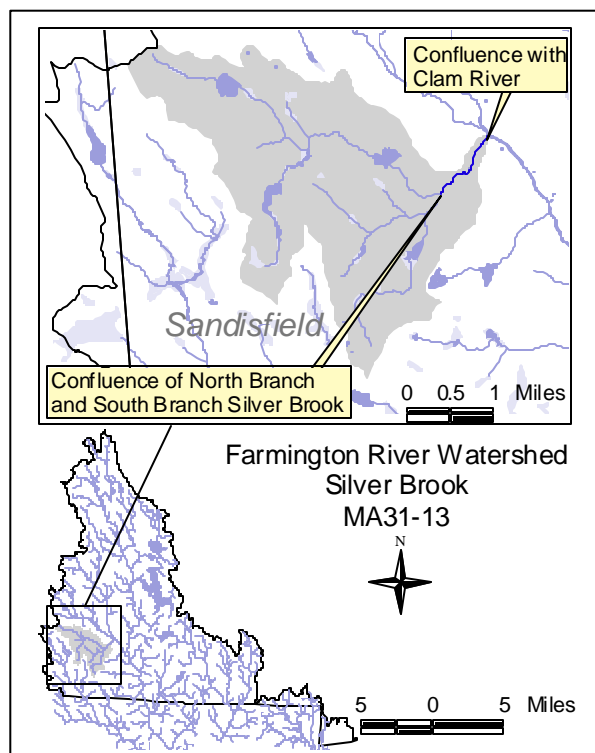 Confluence with
Clam River
Sandisfield
Confluence of North Branch
and South Branch Silver Brook
0 0.5 1 Miles
Farmington River Watershed
Silver Brook
MA31-13
N
5 0 5 Miles